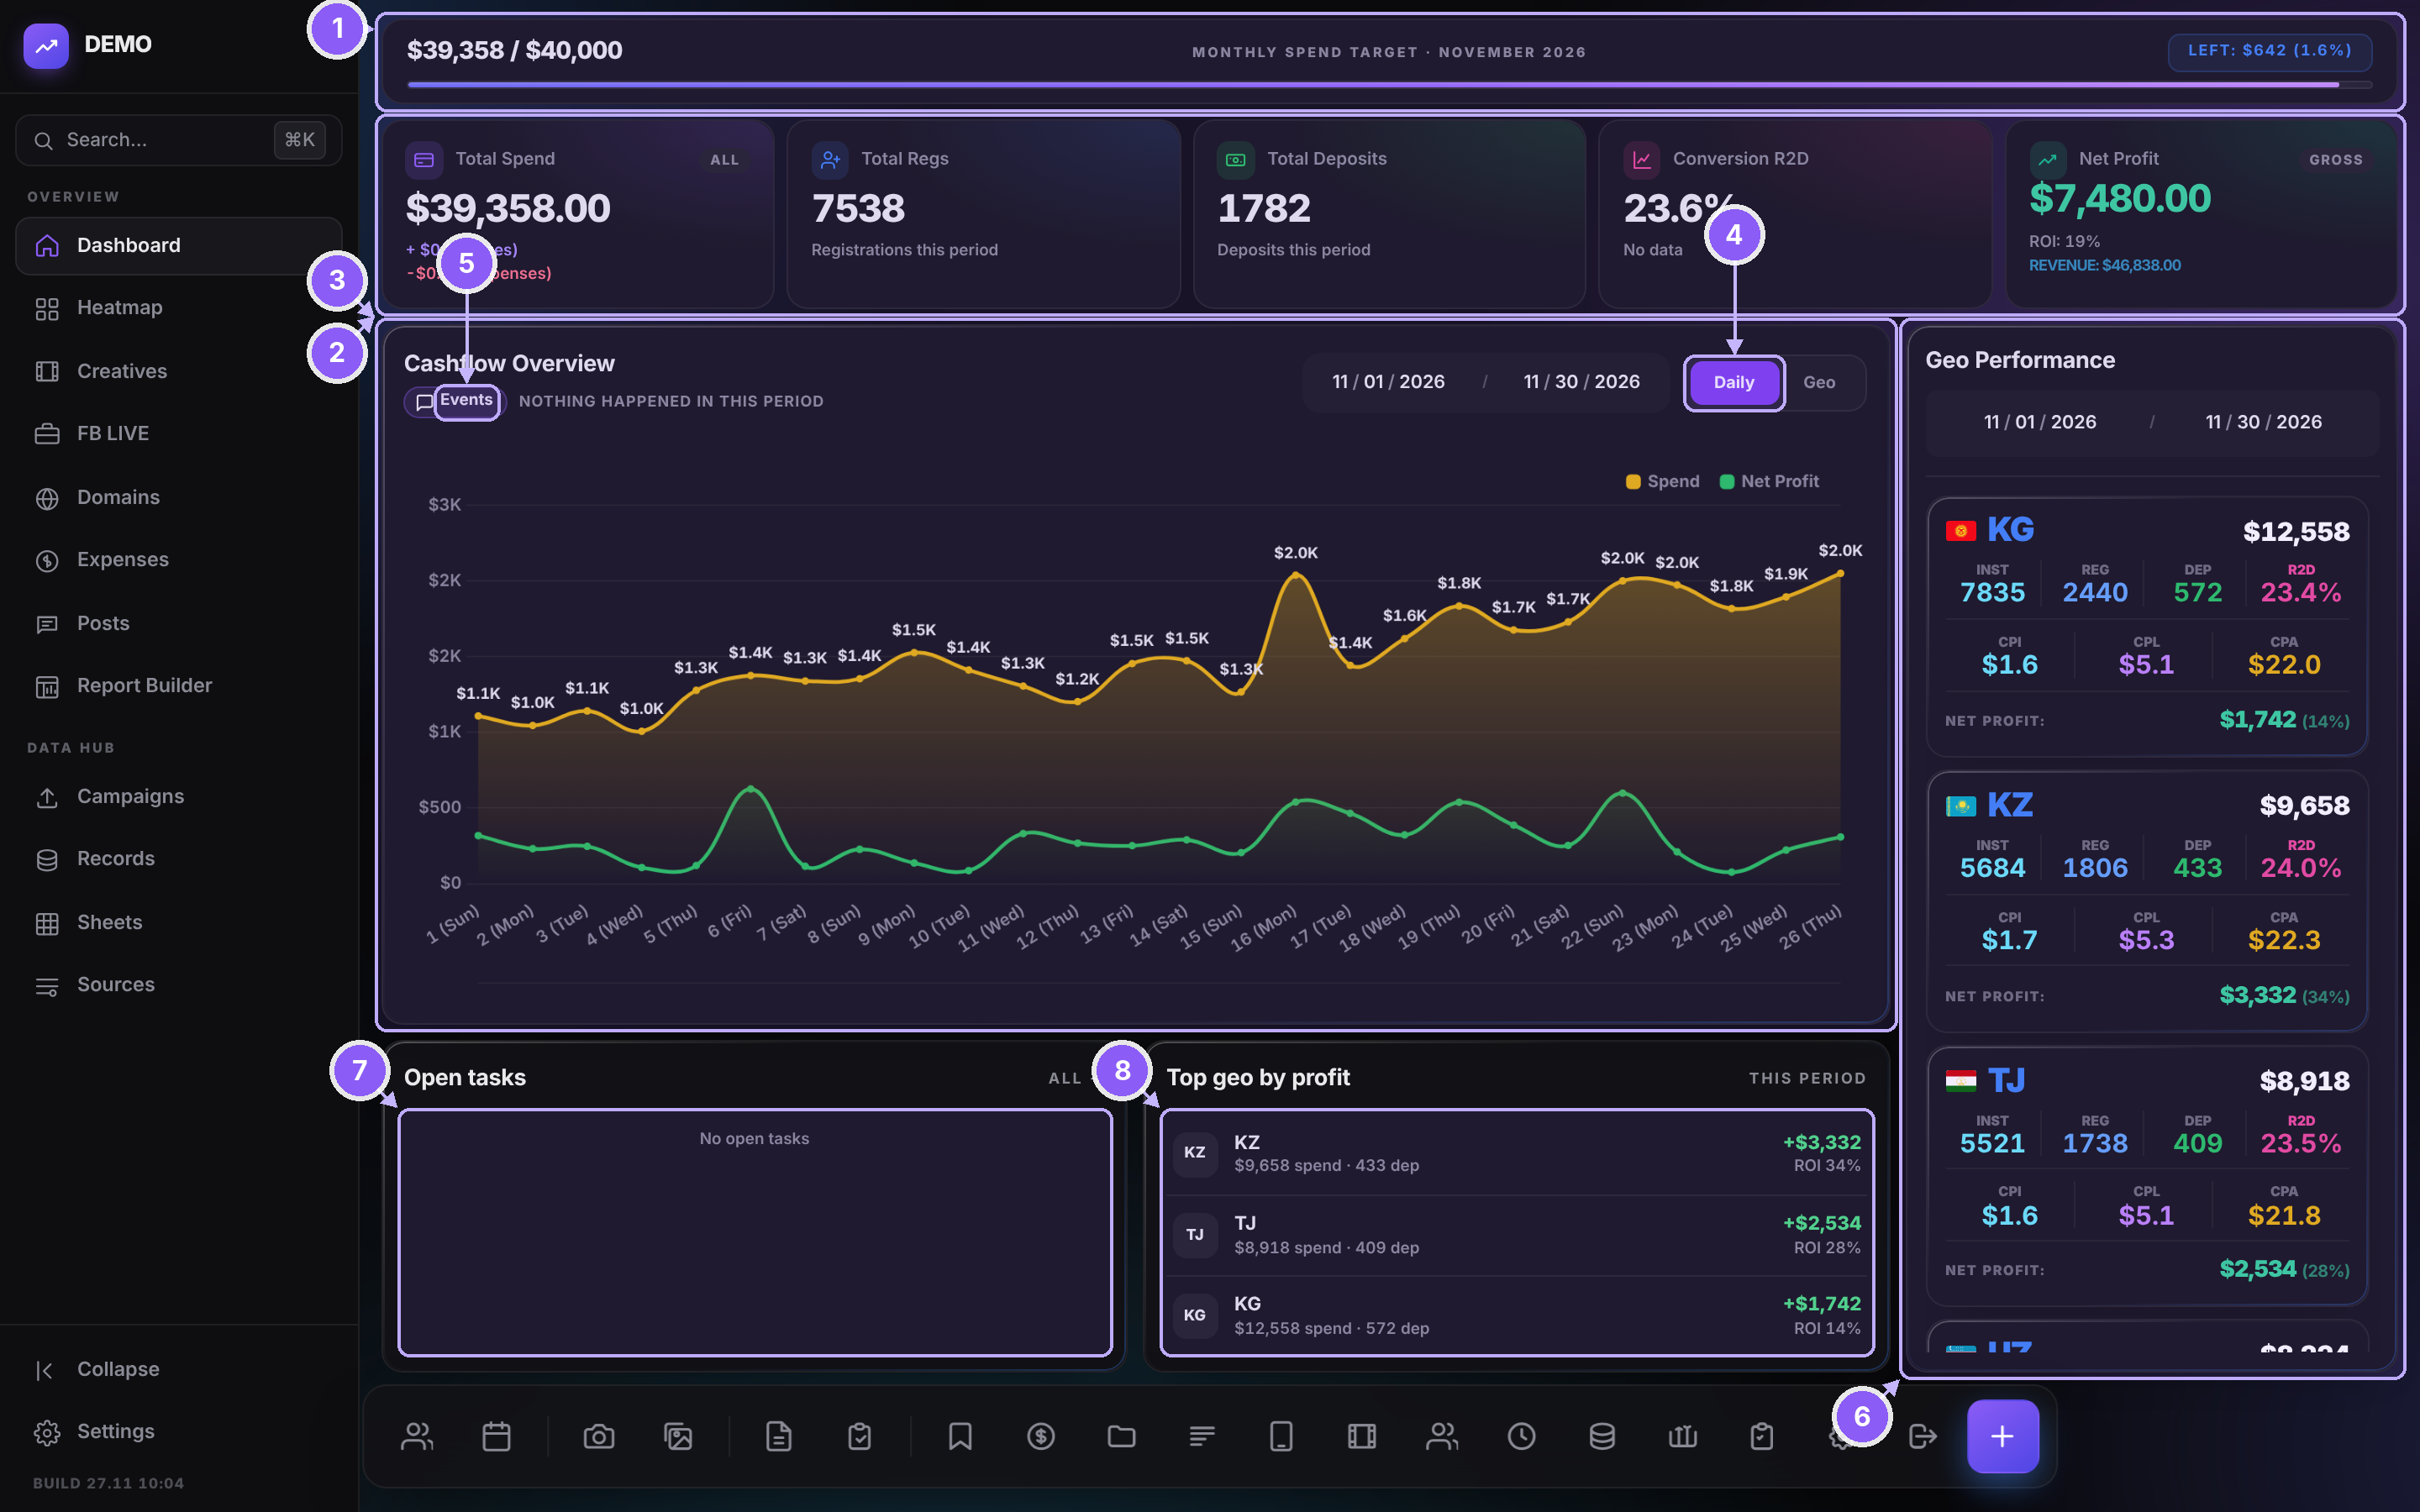 DEMO
Search...
⌘K
OVERVIEW
Dashboard
Heatmap
Creatives
FB LIVE
Domains
Expenses
Posts
Report Builder
DATA HUB
Campaigns
Records
Sheets
Sources
Collapse
Settings
BUILD 27.11 10:04
1
$39,358 / $40,000
MONTHLY SPEND TARGET · NOVEMBER 2026
LEFT: $642 (1.6%)
Total Spend
ALL
$39,358.00
5
Total Regs
7538
Registrations this period
Total Deposits
1782
Deposits this period
Conversion R2D
23.6%
No data
4
Net Profit
GROSS
$7,480.00
ROI: 19%
REVENUE: $46,838.00
3
2
Cashflow Overview
Events
NOTHING HAPPENED IN THIS PERIOD
11 / 01 / 2026 / 11 / 30 / 2026
Daily
Geo
Spend
Net Profit
$3K
$2K
$2K
$1K
$500
$0
$1.1K
$1.0K
$1.1K
$1.0K
$1.3K
$1.4K
$1.3K
$1.4K
$1.5K
$1.4K
$1.3K
$1.2K
$1.5K
$1.5K
$1.3K
$2.0K
$1.4K
$1.6K
$1.8K
$1.7K
$1.7K
$2.0K
$2.0K
$1.8K
$1.9K
$2.0K
1 (Sun)
2 (Mon)
3 (Tue)
4 (Wed)
5 (Thu)
6 (Fri)
7 (Sat)
8 (Sun)
9 (Mon)
10 (Tue)
11 (Wed)
12 (Thu)
13 (Fri)
14 (Sat)
15 (Sun)
16 (Mon)
17 (Tue)
18 (Wed)
19 (Thu)
20 (Fri)
21 (Sat)
22 (Sun)
23 (Mon)
24 (Tue)
25 (Wed)
26 (Thu)
Geo Performance
11 / 01 / 2026 / 11 / 30 / 2026
KG
$12,558
INST REG DEP R2D
7835 2440 572 23.4%
CPI CPL CPA
$1.6 $5.1 $22.0
NET PROFIT: $1,742 (14%)
KZ
$9,658
INST REG DEP R2D
5684 1806 433 24.0%
CPI CPL CPA
$1.7 $5.3 $22.3
NET PROFIT: $3,332 (34%)
TJ
$8,918
INST REG DEP R2D
5521 1738 409 23.5%
CPI CPL CPA
$1.6 $5.1 $21.8
NET PROFIT: $2,534 (28%)
7
Open tasks
ALL
No open tasks
8
Top geo by profit
THIS PERIOD
KZ
KZ
+$3,332
$9,658 spend · 433 dep
ROI 34%
TJ
TJ
+$2,534
$8,918 spend · 409 dep
ROI 28%
KG
KG
+$1,742
$12,558 spend · 572 dep
ROI 14%
6